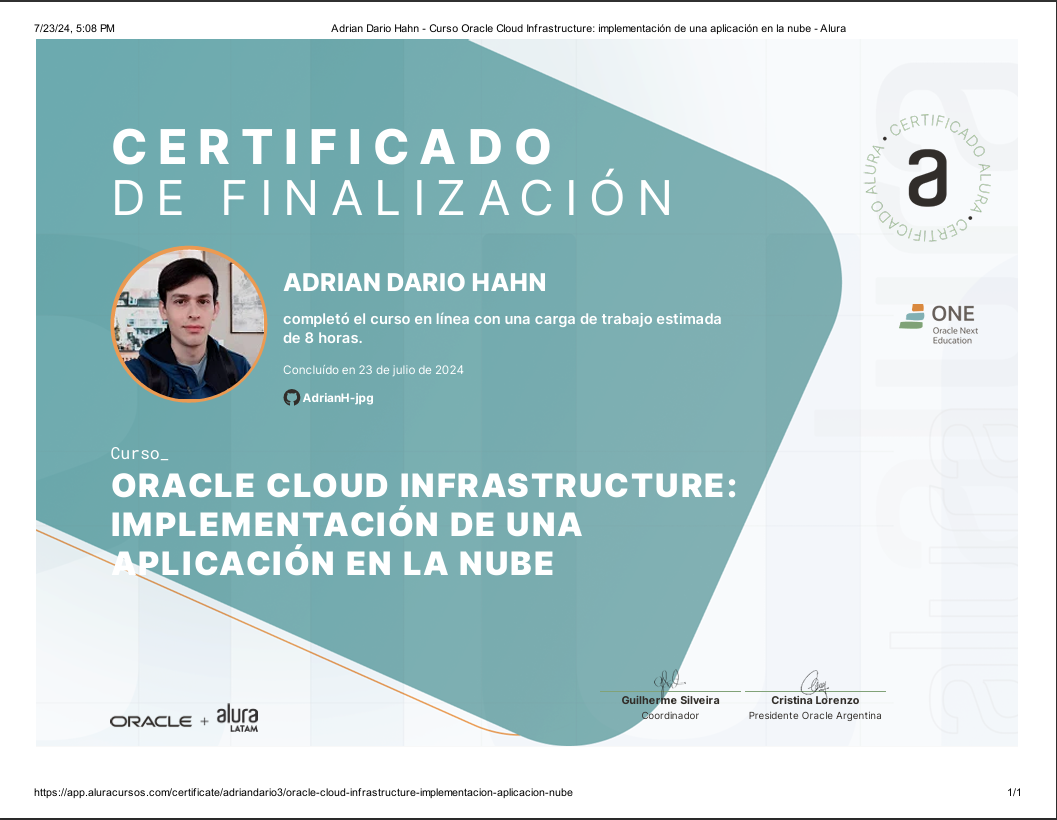 7/23/24, 5:08 PM
Adrian Dario Hahn - Curso Oracle Cloud Infrastructure: implementación de una aplicación en la nube - Alura
CERTIFICADO
DE FINALIZACIÓN
CERTIFICADO ALURA • CERTIFICADO ALURA •
a
ADRIAN DARIO HAHN
completó el curso en línea con una carga de trabajo estimada
de 8 horas.
Concluído en 23 de julio de 2024
AdrianH-jpg
ONE
Oracle Next
Education
Curso_
ORACLE CLOUD INFRASTRUCTURE:
IMPLEMENTACIÓN DE UNA
APLICACIÓN EN LA NUBE
ORACLE + alura
LATAM
Guilherme Silveira
Coordinador
Cristina Lorenzo
Presidente Oracle Argentina
https://app.aluracursos.com/certificate/adriandario3/oracle-cloud-infrastructure-implementacion-aplicacion-nube
1/1